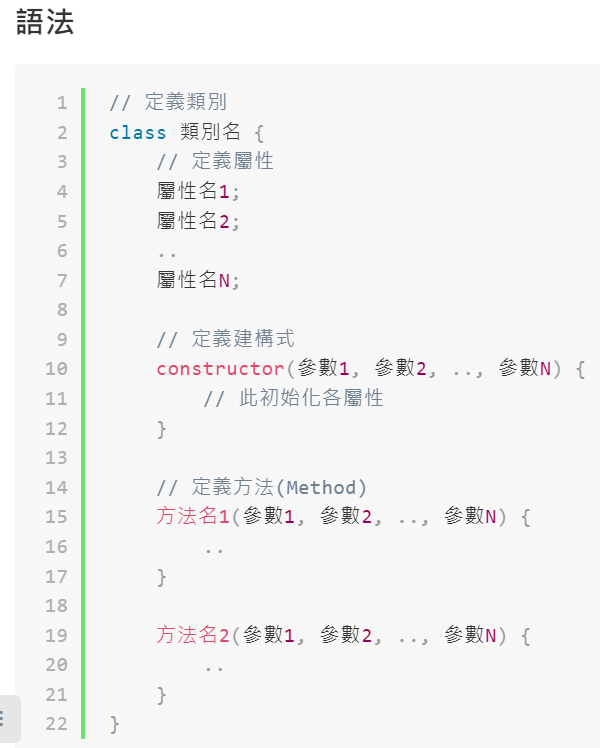 語法
1 // 定義類別
2 class 類別名 {
3 // 定義屬性
4 屬性名1;
5 屬性名2;
6 ..
7 屬性名N;
8
9 // 定義建構式
10 constructor(參數1, 參數2, .., 參數N) {
11 // 此初始化各屬性
12 }
13
14 // 定義方法(Method)
15 方法名1(參數1, 參數2, .., 參數N) {
16 ..
17 }
18
19 方法名2(參數1, 參數2, .., 參數N) {
20 ..
21 }
22 }